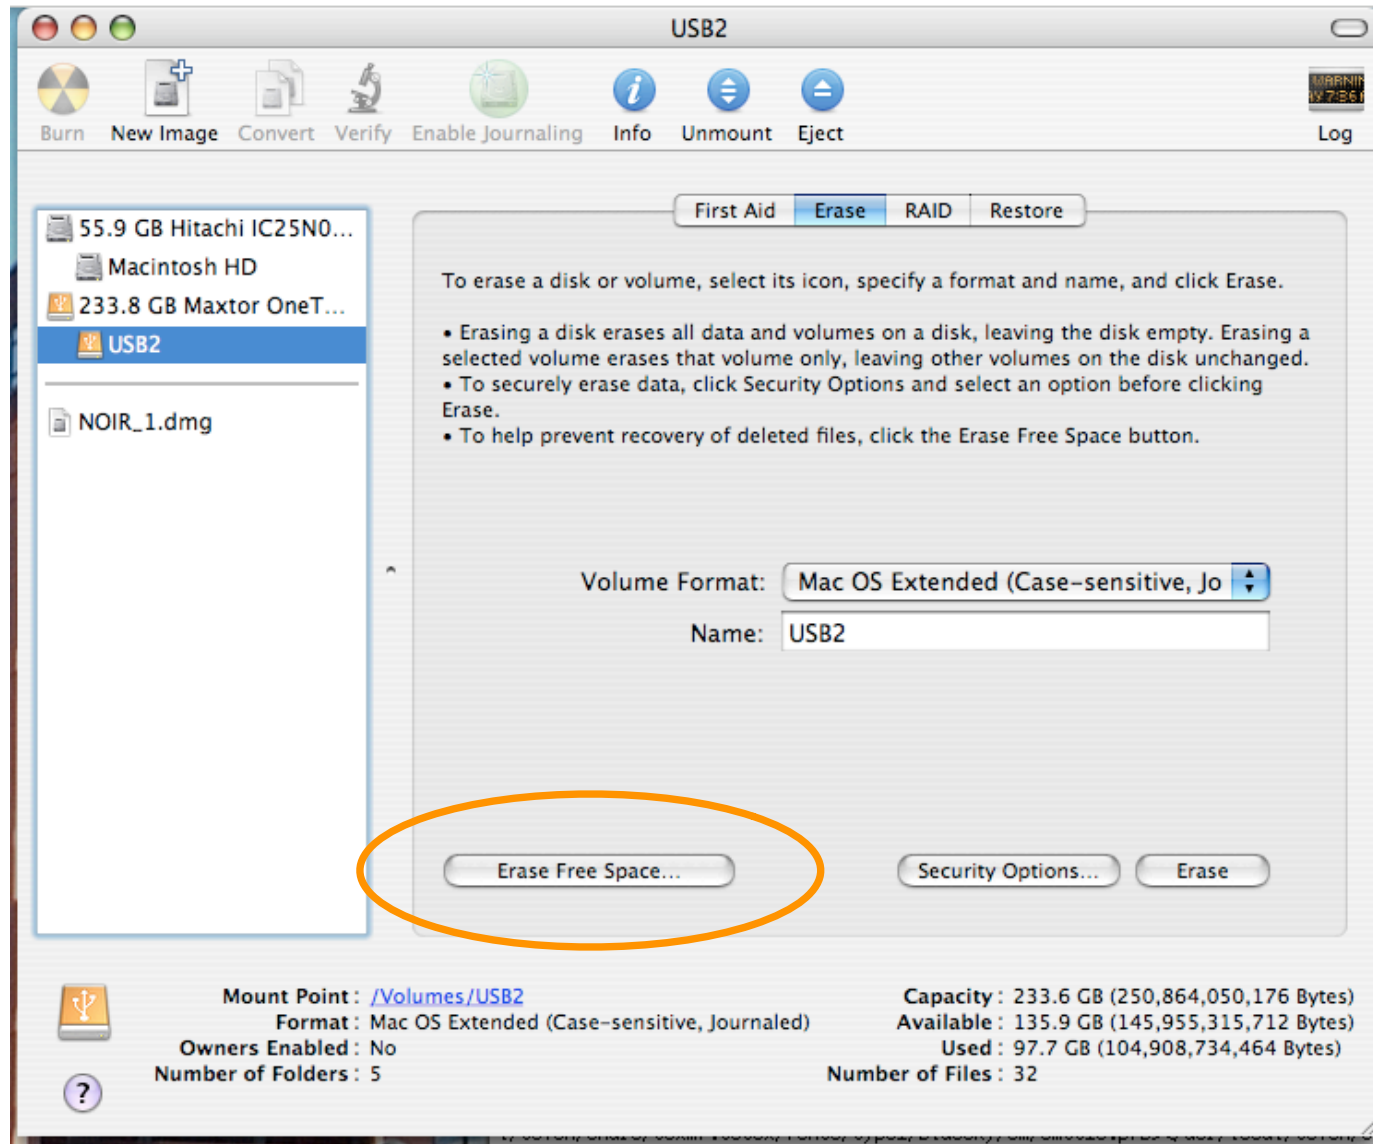 USB2
WARNIN
AY 7:36
Burn New Image Convert Verify Enable Journaling Info Unmount Eject Log
First Aid Erase RAID Restore
55.9 GB Hitachi IC25N0...
Macintosh HD
233.8 GB Maxtor OneT...
USB2
NOIR_1.dmg
To erase a disk or volume, select its icon, specify a format and name, and click Erase.
• Erasing a disk erases all data and volumes on a disk, leaving the disk empty. Erasing a
selected volume erases that volume only, leaving other volumes on the disk unchanged.
• To securely erase data, click Security Options and select an option before clicking
Erase.
• To help prevent recovery of deleted files, click the Erase Free Space button.
Volume Format: Mac OS Extended (Case-sensitive, Jo
Name: USB2
Erase Free Space... Security Options... Erase
Mount Point : /Volumes/USB2
Format : Mac OS Extended (Case-sensitive, Journaled)
Owners Enabled : No
Number of Folders : 5
Capacity : 233.6 GB (250,864,050,176 Bytes)
Available : 135.9 GB (145,955,315,712 Bytes)
Used : 97.7 GB (104,908,734,464 Bytes)
Number of Files : 32
?